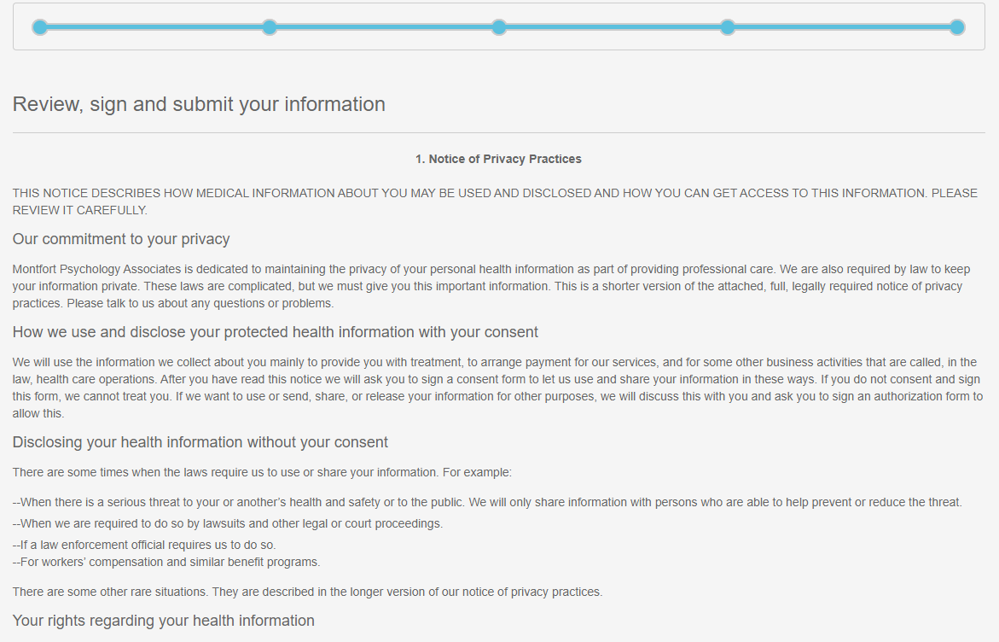 Review, sign and submit your information
1. Notice of Privacy Practices
THIS NOTICE DESCRIBES HOW MEDICAL INFORMATION ABOUT YOU MAY BE USED AND DISCLOSED AND HOW YOU CAN GET ACCESS TO THIS INFORMATION. PLEASE
REVIEW IT CAREFULLY.
Our commitment to your privacy
Montfort Psychology Associates is dedicated to maintaining the privacy of your personal health information as part of providing professional care. We are also required by law to keep
your information private. These laws are complicated, but we must give you this important information. This is a shorter version of the attached, full, legally required notice of privacy
practices. Please talk to us about any questions or problems.
How we use and disclose your protected health information with your consent
We will use the information we collect about you mainly to provide you with treatment, to arrange payment for our services, and for some other business activities that are called, in the
law, health care operations. After you have read this notice we will ask you to sign a consent form to let us use and share your information in these ways. If you do not consent and sign
this form, we cannot treat you. If we want to use or send, share, or release your information for other purposes, we will discuss this with you and ask you to sign an authorization form to
allow this.
Disclosing your health information without your consent
There are some times when the laws require us to use or share your information. For example:
--When there is a serious threat to your or another’s health and safety or to the public. We will only share information with persons who are able to help prevent or reduce the threat.
--When we are required to do so by lawsuits and other legal or court proceedings.
--If a law enforcement official requires us to do so.
--For workers’ compensation and similar benefit programs.
There are some other rare situations. They are described in the longer version of our notice of privacy practices.
Your rights regarding your health information